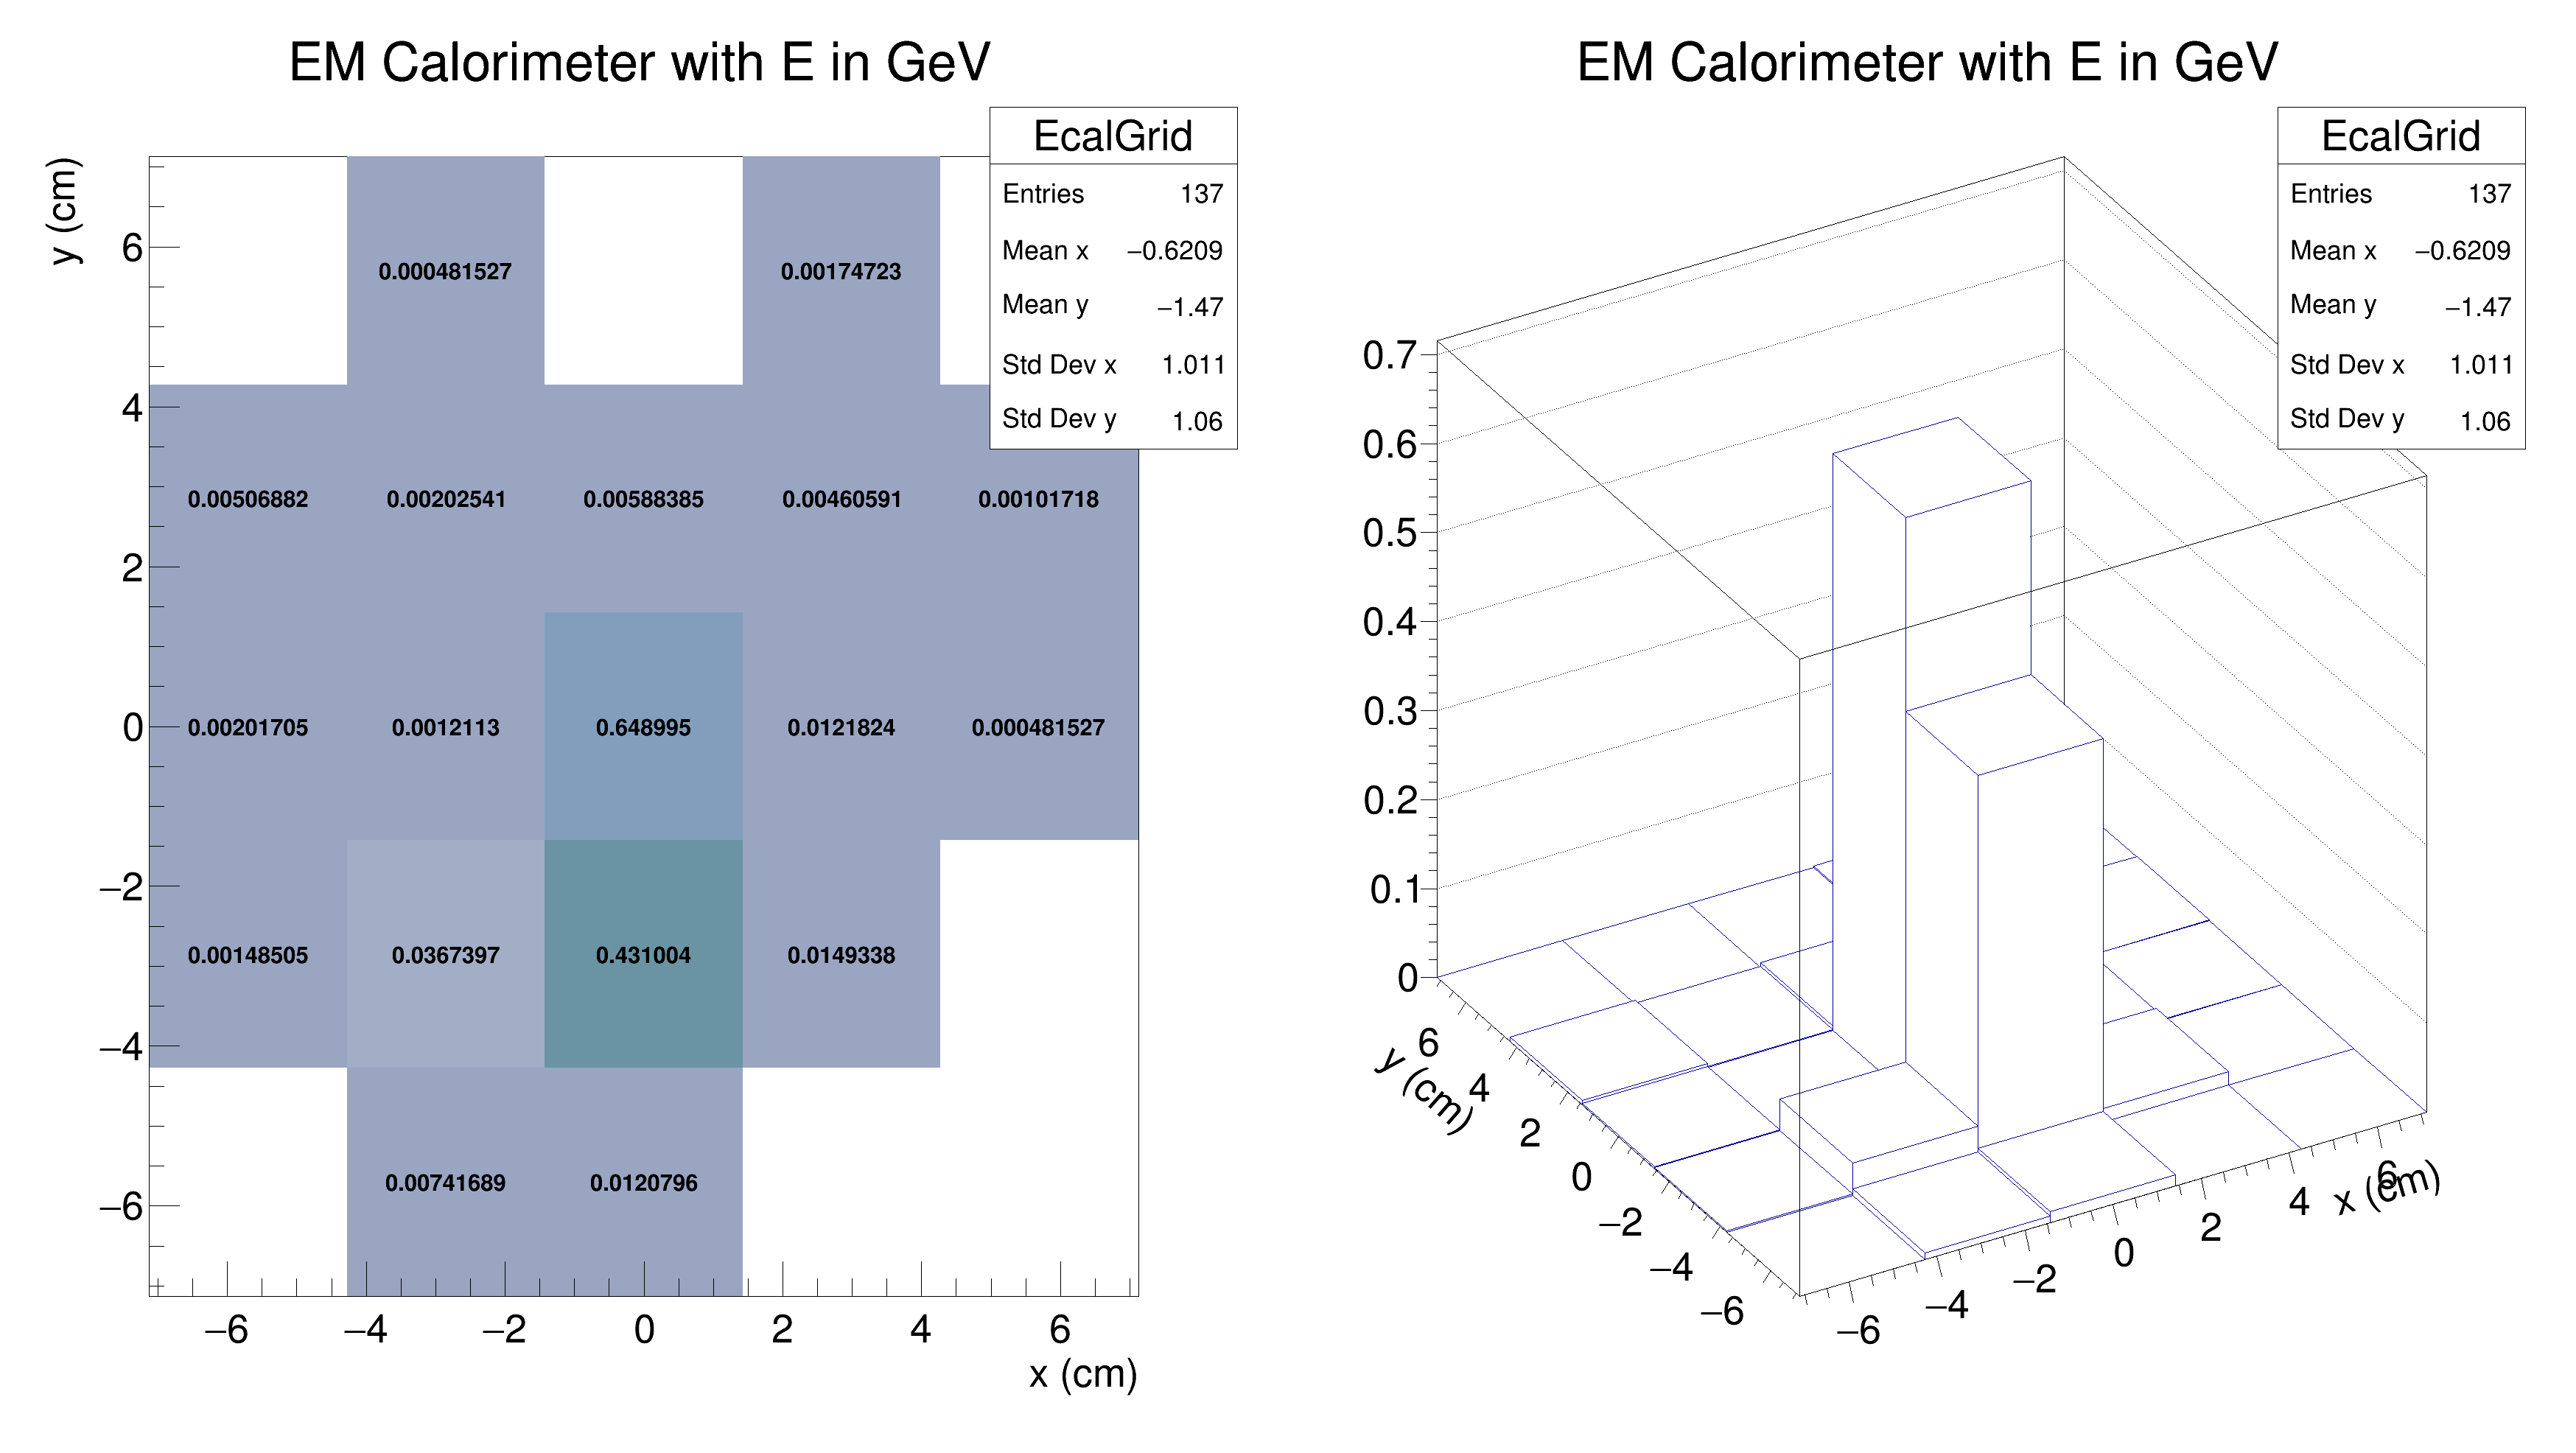 EM Calorimeter with E in GeV
EcalGrid
Entries 137
Mean x −0.6209
Mean y −1.47
Std Dev x 1.011
Std Dev y 1.06
y (cm)
6
4
2
0
−2
−4
−6
0.000481527 0.00174723
0.00506882 0.00202541 0.00588385 0.00460591 0.00101718
0.00201705 0.0012113 0.648995 0.0121824 0.000481527
0.00148505 0.0367397 0.431004 0.0149338
0.00741689 0.0120796
−6 −4 −2 0 2 4 6
x (cm)
EM Calorimeter with E in GeV
EcalGrid
Entries 137
Mean x −0.6209
Mean y −1.47
Std Dev x 1.011
Std Dev y 1.06
0.7
0.6
0.5
0.4
0.3
0.2
0.1
0
6
4
2
0
−2
−4
−6
y (cm)
−6
−4
−2
0
2
4
6
x (cm)